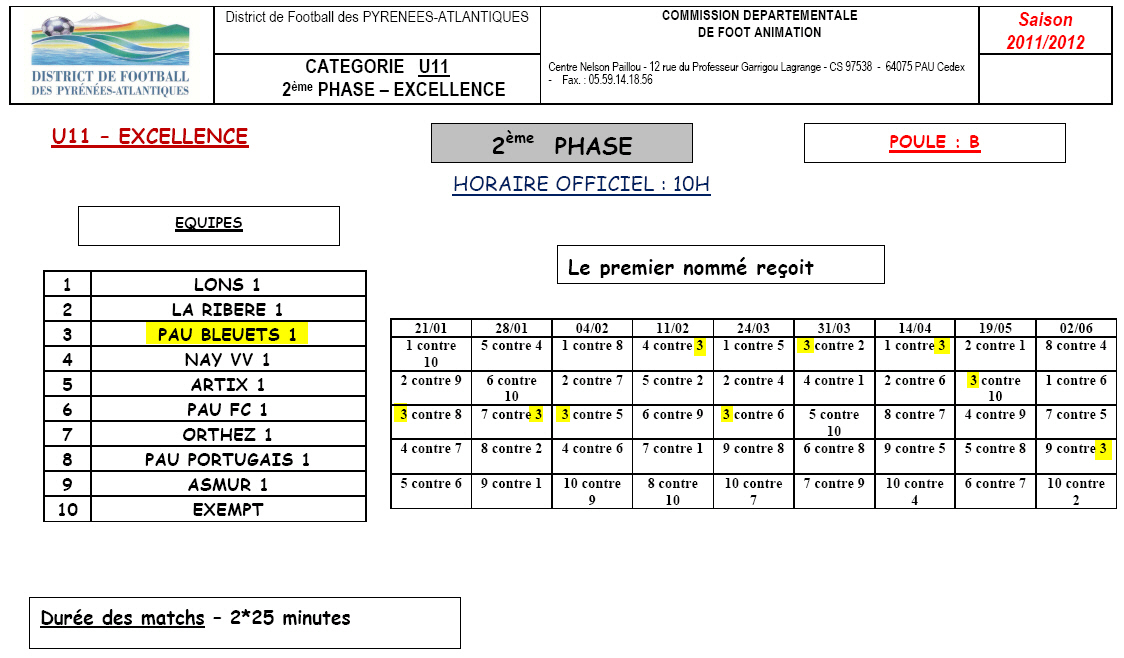 DISTRICT DE FOOTBALL
DES PYRÉNÉES-ATLANTIQUES
District de Football des PYRENEES-ATLANTIQUES
CATEGORIE U11
2ème PHASE – EXCELLENCE
COMMISSION DEPARTEMENTALE
DE FOOT ANIMATION
Centre Nelson Paillou - 12 rue du Professeur Garrigou Lagrange - CS 97538 - 64075 PAU Cedex
- Fax. : 05.59.14.18.56
Saison
2011/2012
U11 – EXCELLENCE
2ème PHASE
POULE : B
HORAIRE OFFICIEL : 10H
EQUIPES
Le premier nommé reçoit
1 LONS 1
2 LA RIBERE 1
3 PAU BLEUETS 1
4 NAY VV 1
5 ARTIX 1
6 PAU FC 1
7 ORTHEZ 1
8 PAU PORTUGAIS 1
9 ASMUR 1
10 EXEMPT
21/01 28/01 04/02 11/02 24/03 31/03 14/04 19/05 02/06
1 contre 10 5 contre 4 1 contre 8 4 contre 3 1 contre 5 3 contre 2 1 contre 3 2 contre 1 8 contre 4
2 contre 9 6 contre 10 2 contre 7 5 contre 2 2 contre 4 4 contre 1 2 contre 6 3 contre 10 1 contre 6
3 contre 8 7 contre 3 3 contre 5 6 contre 9 3 contre 6 5 contre 10 8 contre 7 4 contre 9 7 contre 5
4 contre 7 8 contre 2 4 contre 6 7 contre 1 9 contre 8 6 contre 8 9 contre 5 5 contre 8 9 contre 3
5 contre 6 9 contre 1 10 contre 9 8 contre 10 10 contre 7 7 contre 9 10 contre 4 6 contre 7 10 contre 2
Durée des matchs – 2*25 minutes